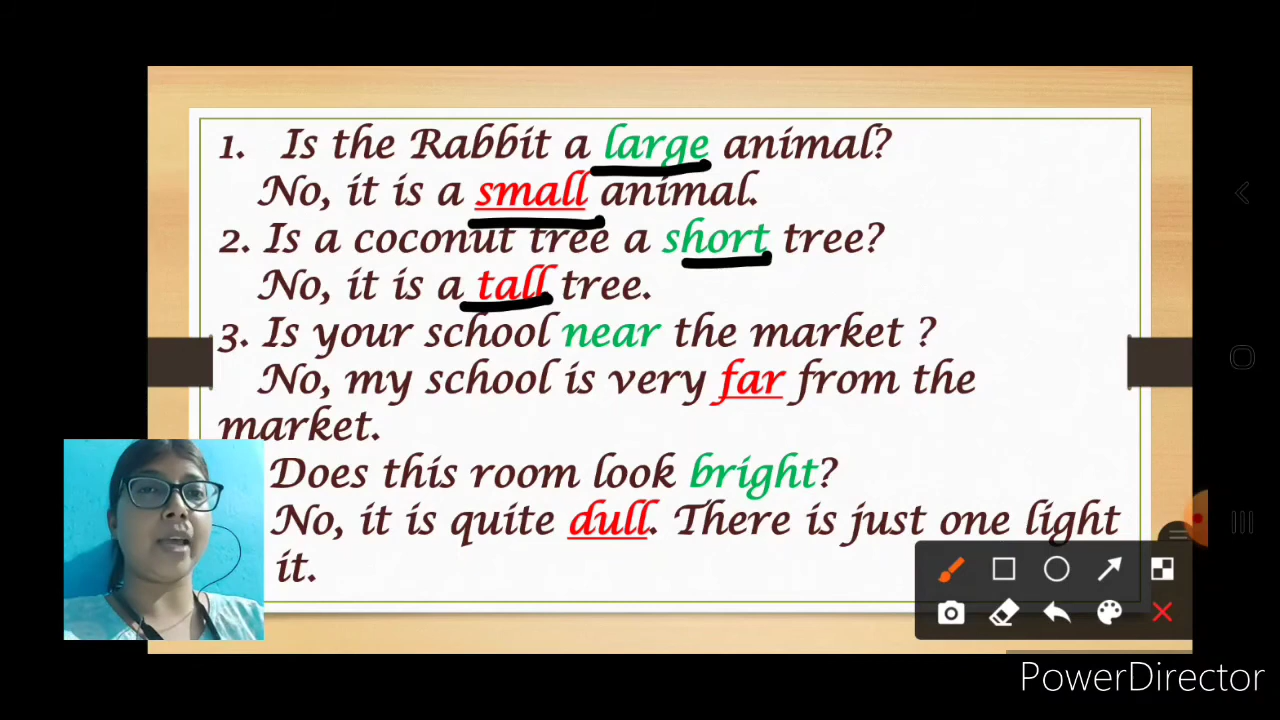 1. Is the Rabbit a large animal?
No, it is a small animal.
2. Is a coconut tree a short tree?
No, it is a tall tree.
3. Is your school near the market ?
No, my school is very far from the
market.
Does this room look bright?
No, it is quite dull. There is just one light
it.
PowerDirector